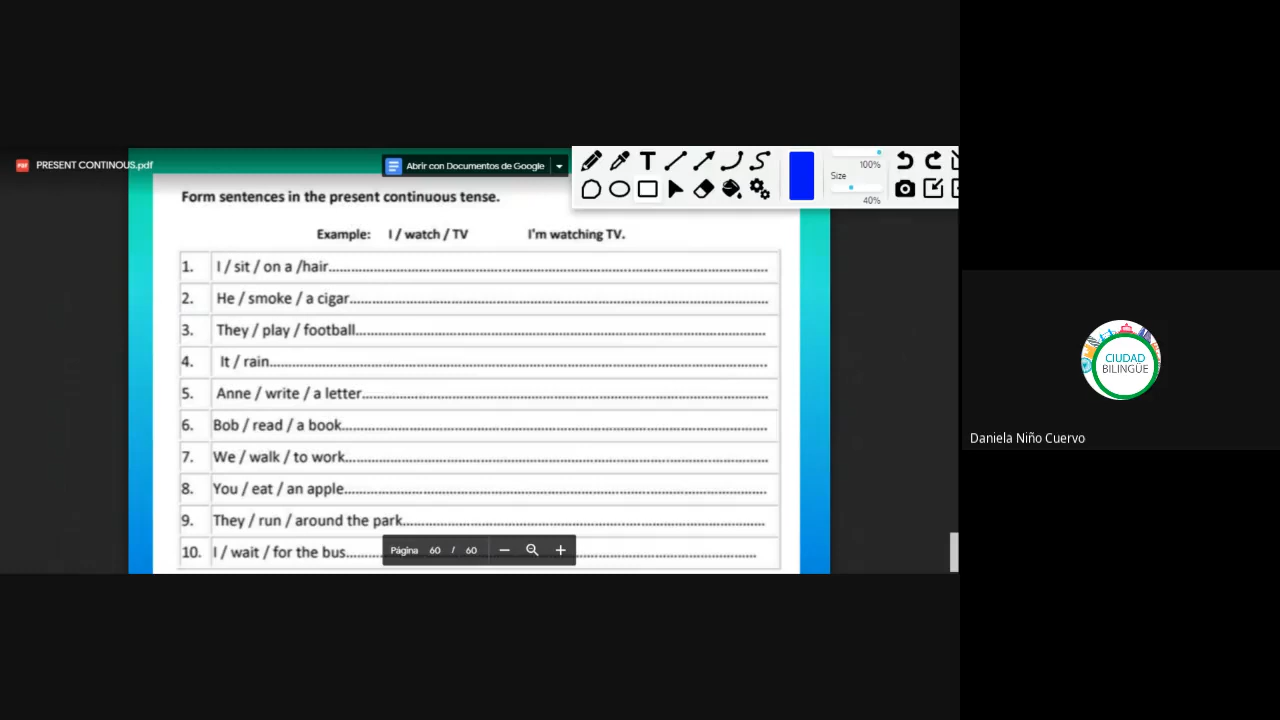 PRESENT CONTINOUS.pdf
Abrir con Documentos de Google
100%
Size
40%
Form sentences in the present continuous tense.
Example: I / watch / TV I'm watching TV.
1. I / sit / on a /hair........................................
2. He / smoke / a cigar........................................
3. They / play / football........................................
4. It / rain........................................
5. Anne / write / a letter........................................
6. Bob / read / a book........................................
7. We / walk / to work........................................
8. You / eat / an apple........................................
9. They / run / around the park........................................
10. I / wait / for the bus........................................
Página 60 / 60
CIUDAD
BILINGÜE
Daniela Niño Cuervo